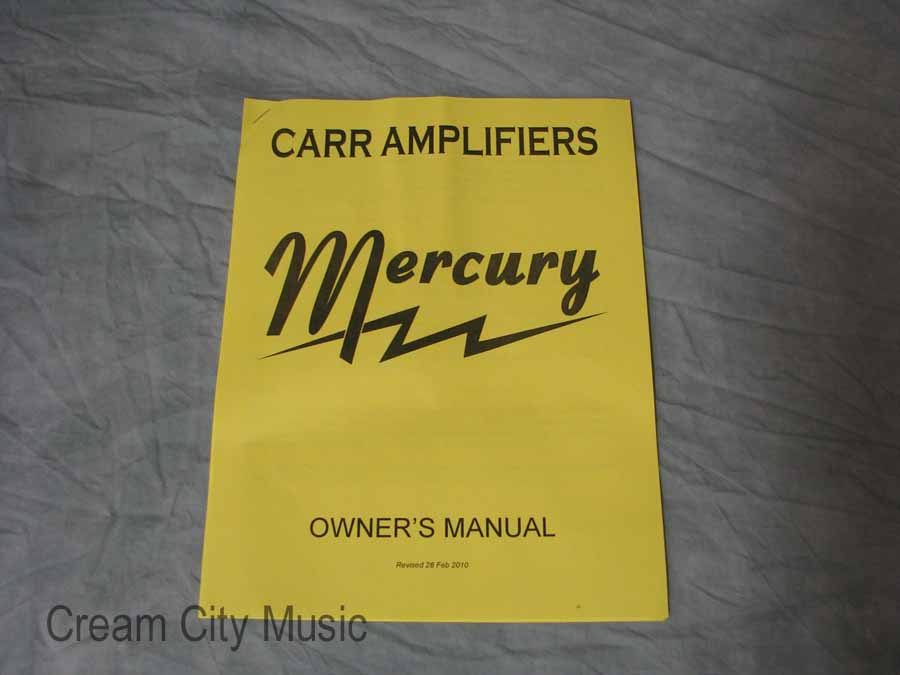 CARR AMPLIFIERS
Mercury
OWNER'S MANUAL
Revised 26 Feb 2010
Cream City Music